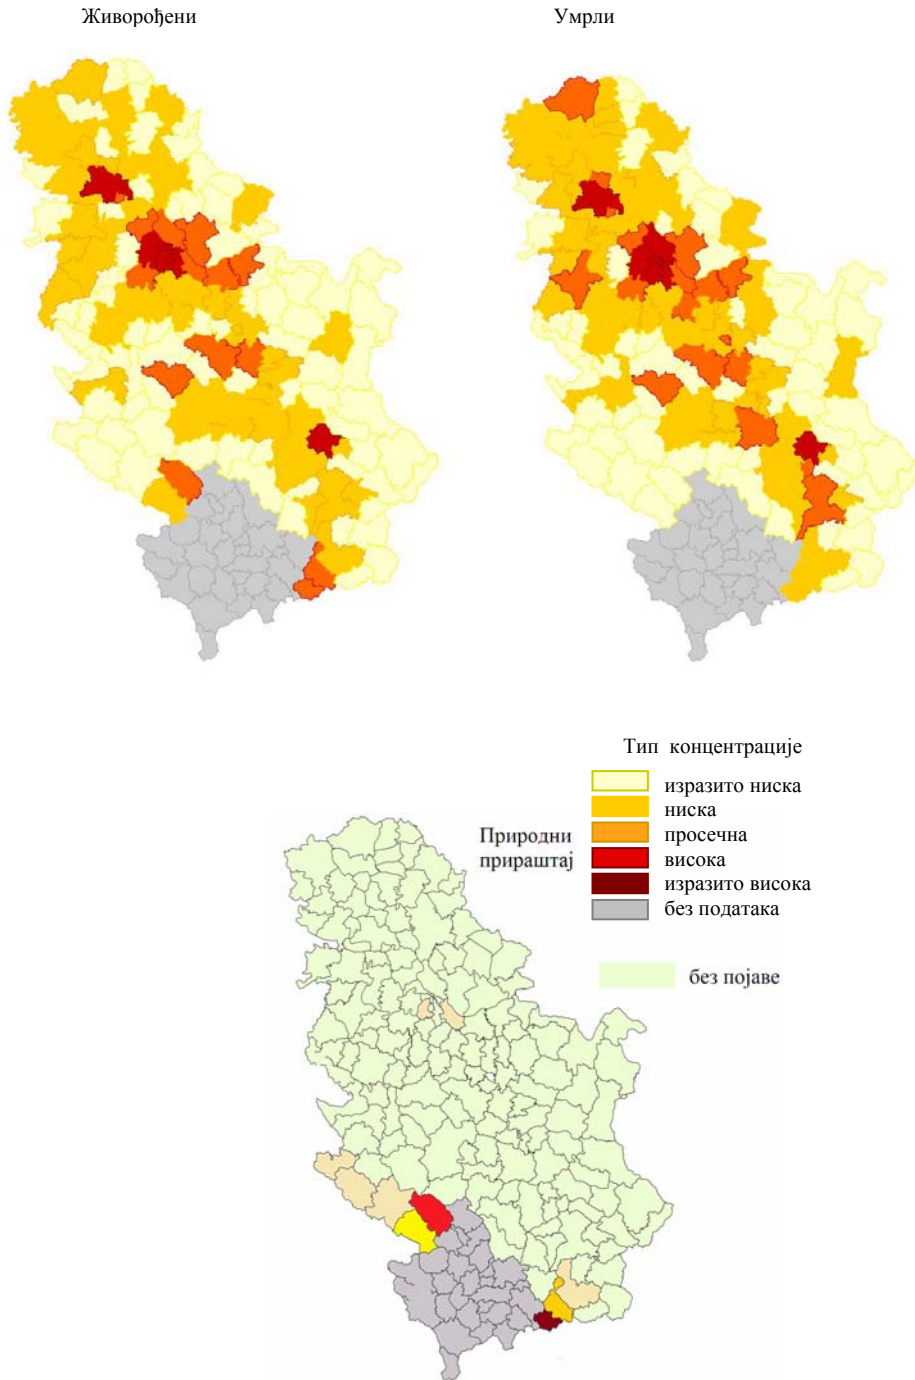 Живорођени
Умрли
Тип концентрације
изразито ниска
ниска
просечна
висока
изразито висока
без података
Природни
прираштај
без појаве